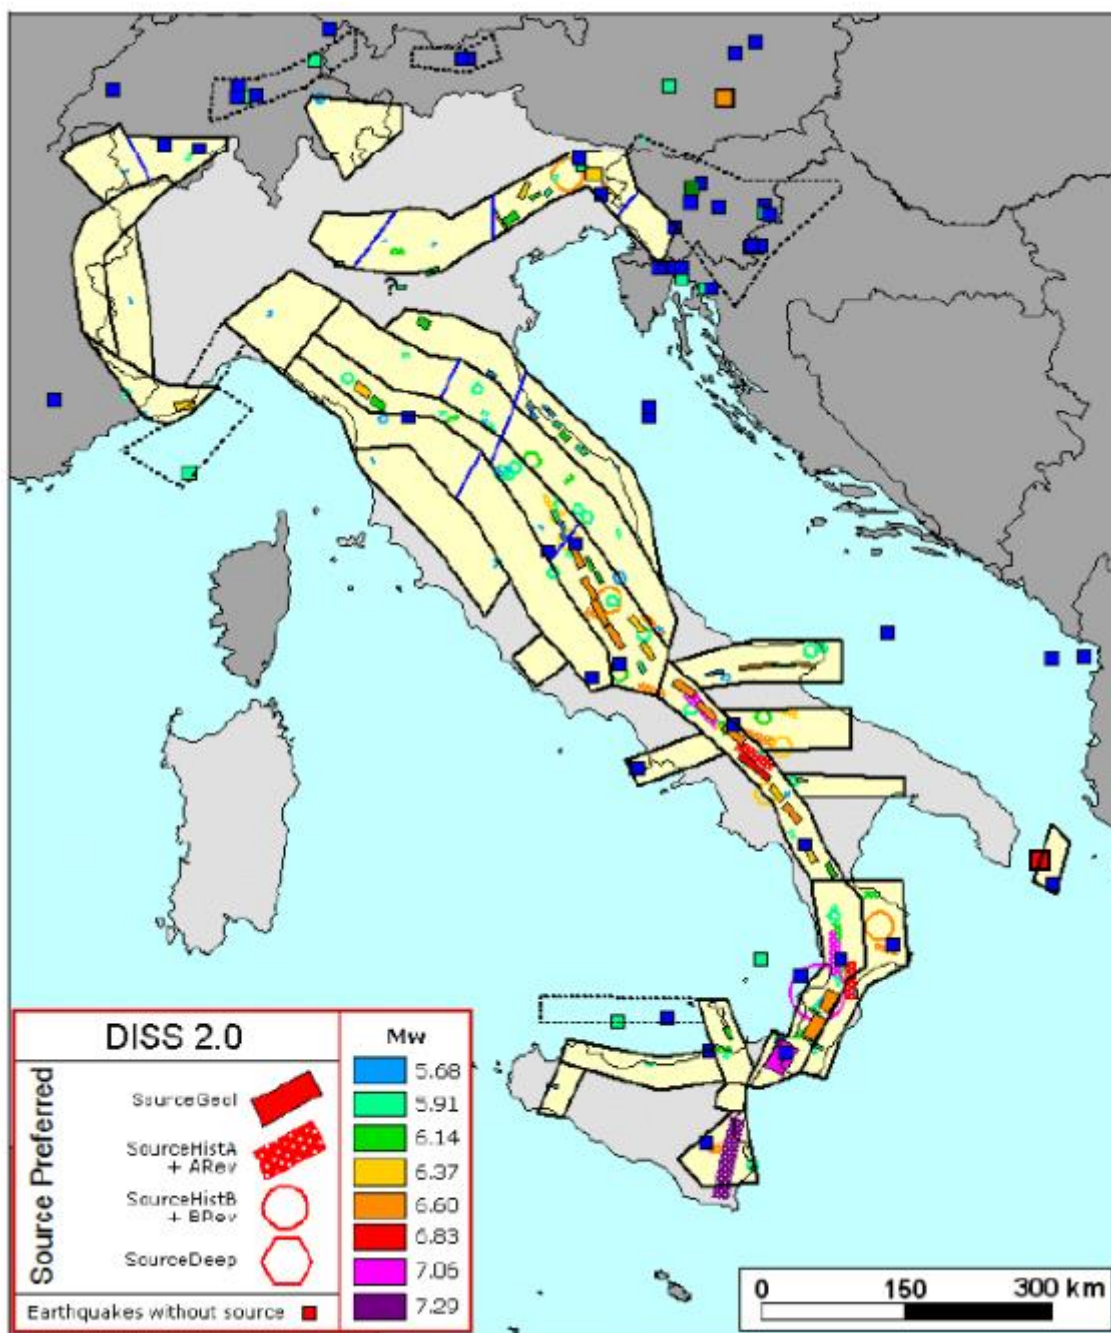 ?
DISS 2.0
Mw
Source Preferred
SourceGeol
SourceHistA
+ ARev
SourceHistB
+ BRev
SourceDeep
Earthquakes without source
5.68
5.91
6.14
6.37
6.60
6.83
7.06
7.29
0 150 300 km